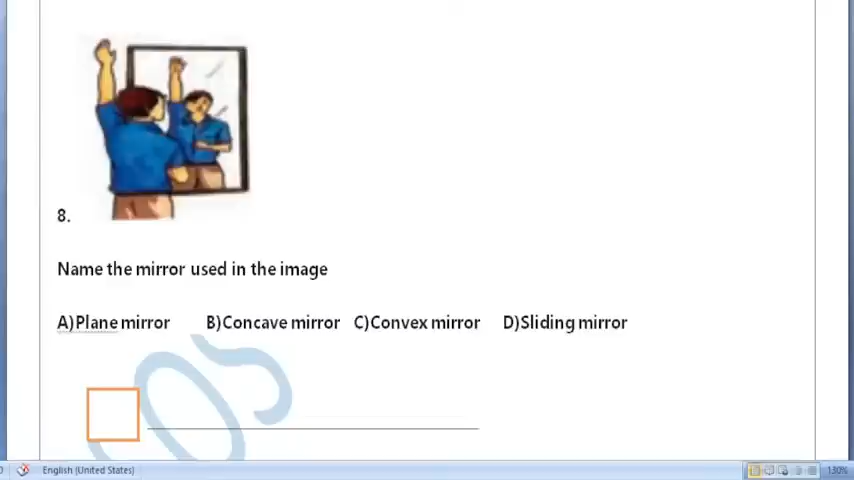 8.
Name the mirror used in the image
A)Plane mirror B)Concave mirror C)Convex mirror D)Sliding mirror
English (United States)
130%